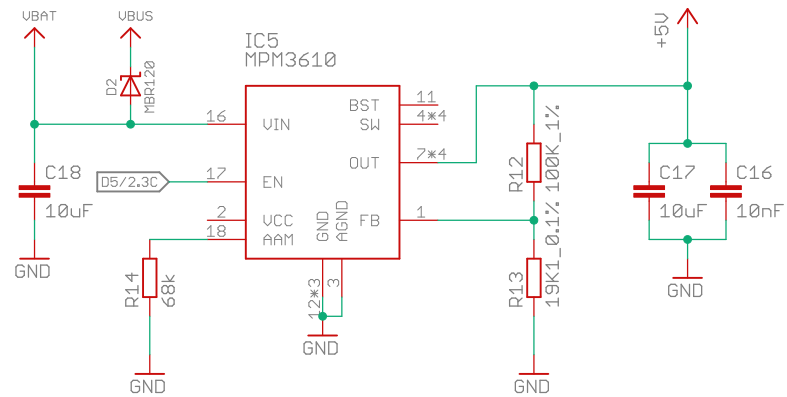 VBAT
VBUS
+5V
IC5
MPM3610
D2
MBR120
16
VIN
BST
11
SW
4*4
OUT
7*4
C18
10uF
D5/2.3C
17
EN
2
VCC
18
AAM
GND
AGND
FB
1
R12
100K_1%
R13
19K1_0.1%
C17
10uF
C16
10nF
GND
R14
68k
12*3
3
GND
GND
GND
GND